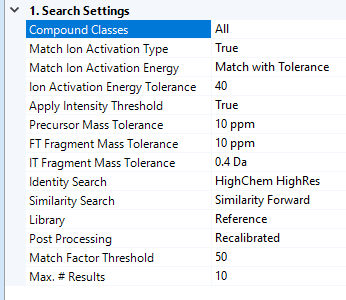 1. Search Settings
Compound Classes All
Match Ion Activation Type True
Match Ion Activation Energy Match with Tolerance
Ion Activation Energy Tolerance 40
Apply Intensity Threshold True
Precursor Mass Tolerance 10 ppm
FT Fragment Mass Tolerance 10 ppm
IT Fragment Mass Tolerance 0.4 Da
Identity Search HighChem HighRes
Similarity Search Similarity Forward
Library Reference
Post Processing Recalibrated
Match Factor Threshold 50
Max. # Results 10